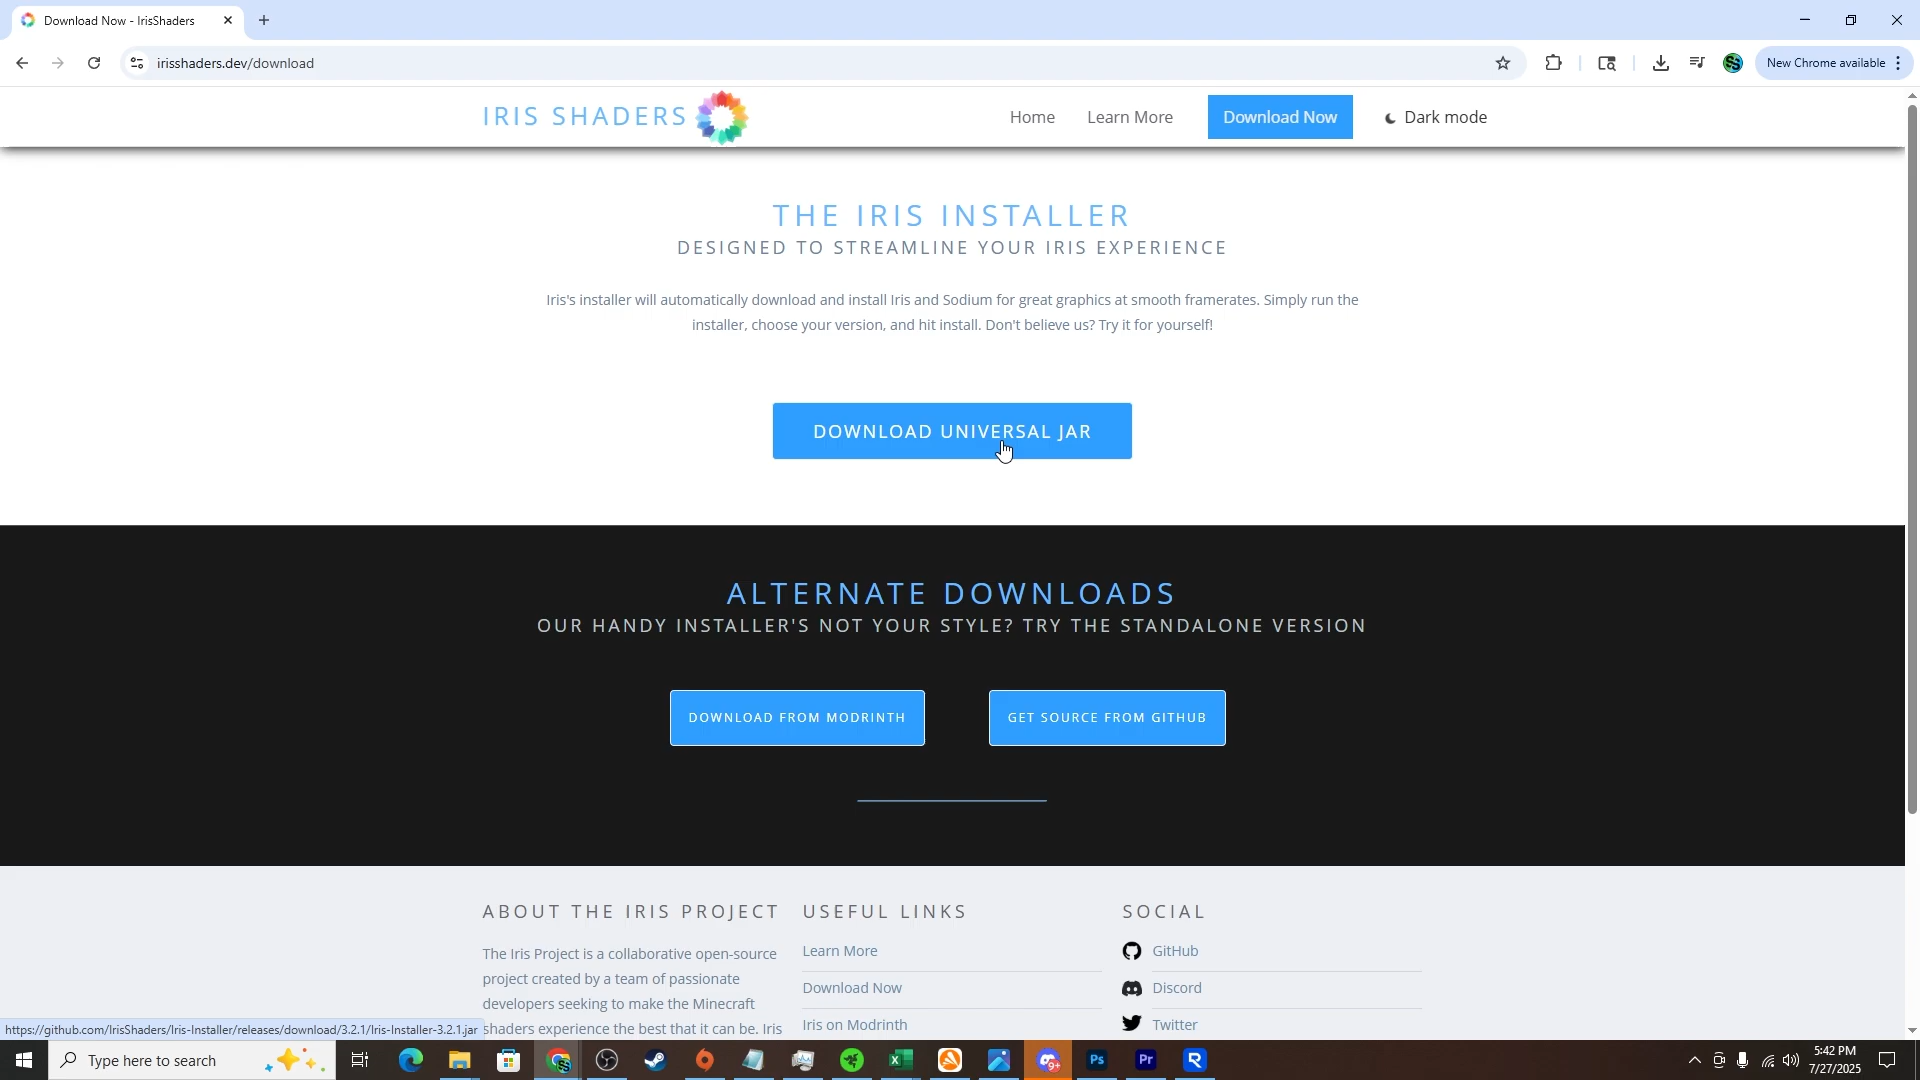 Download Now - IrisShaders
irisshaders.dev/download
New Chrome available
IRIS SHADERS
Home
Learn More
Download Now
Dark mode
THE IRIS INSTALLER
DESIGNED TO STREAMLINE YOUR IRIS EXPERIENCE
Iris's installer will automatically download and install Iris and Sodium for great graphics at smooth framerates. Simply run the
installer, choose your version, and hit install. Don't believe us? Try it for yourself!
DOWNLOAD UNIVERSAL JAR
ALTERNATE DOWNLOADS
OUR HANDY INSTALLER'S NOT YOUR STYLE? TRY THE STANDALONE VERSION
DOWNLOAD FROM MODRINTH
GET SOURCE FROM GITHUB
ABOUT THE IRIS PROJECT
The Iris Project is a collaborative open-source
project created by a team of passionate
developers seeking to make the Minecraft
shaders experience the best that it can be. Iris
USEFUL LINKS
Learn More
Download Now
Iris on Modrinth
SOCIAL
GitHub
Discord
Twitter
https://github.com/IrisShaders/Iris-Installer/releases/download/3.2.1/Iris-Installer-3.2.1.jar
Type here to search
9+
Ps
Pr
5:42 PM
7/27/2025